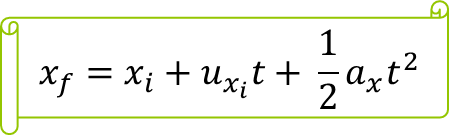 x_f = x_i + u_{x_i} t + \frac{1}{2} a_x t^2